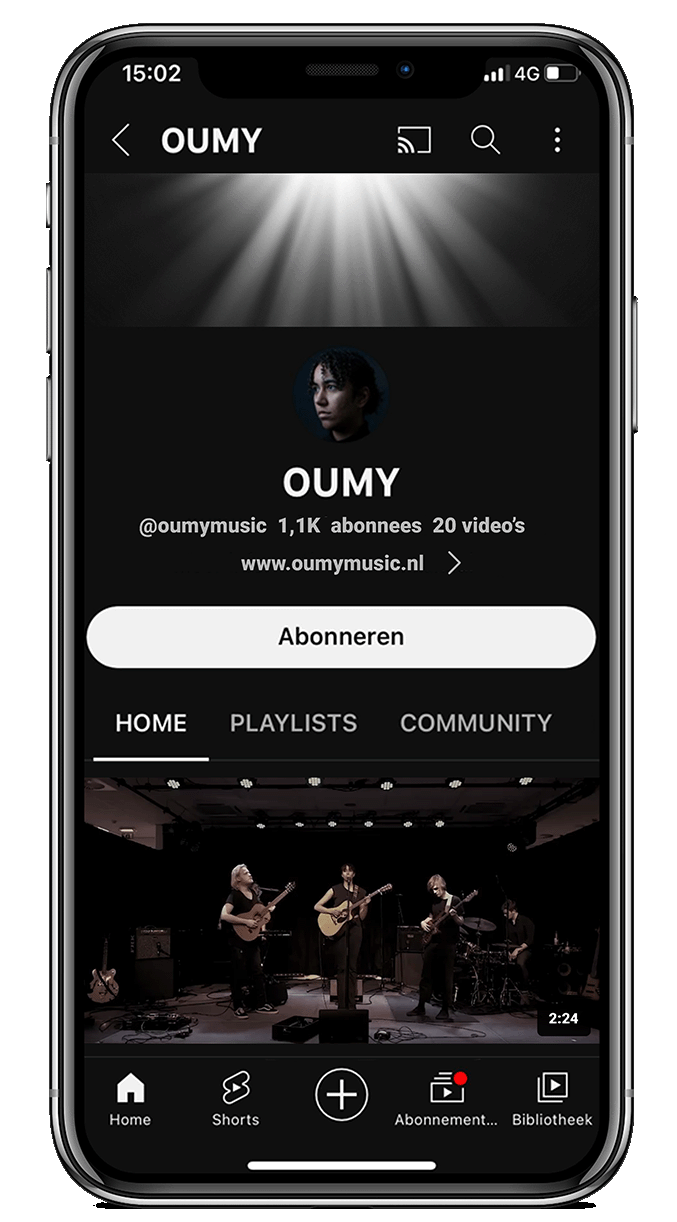 15:02 4G
OUMY
OUMY
@oumymusic 1,1K abonnees 20 video’s
www.oumymusic.nl
Abonneren
HOME PLAYLISTS COMMUNITY
2:24
Home Shorts Abonnement... Bibliotheek